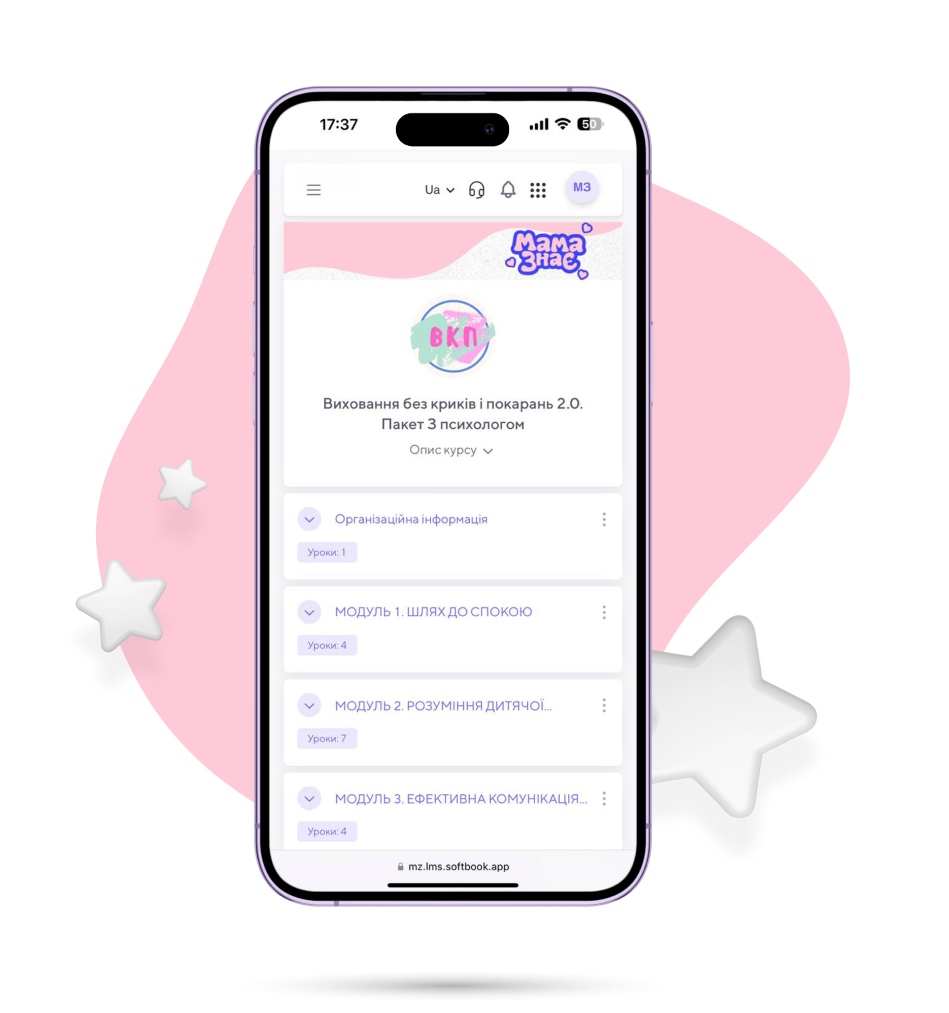 17:37
50
Ua
МЗ
Мама
Знає
ВКП
Виховання без криків і покарань 2.0.
Пакет З психологом
Опис курсу
Організаційна інформація
Уроки: 1
МОДУЛЬ 1. ШЛЯХ ДО СПОКОЮ
Уроки: 4
МОДУЛЬ 2. РОЗУМІННЯ ДИТЯЧОЇ...
Уроки: 7
МОДУЛЬ 3. ЕФЕКТИВНА КОМУНІКАЦІЯ...
Уроки: 4
mz.lms.softbook.app